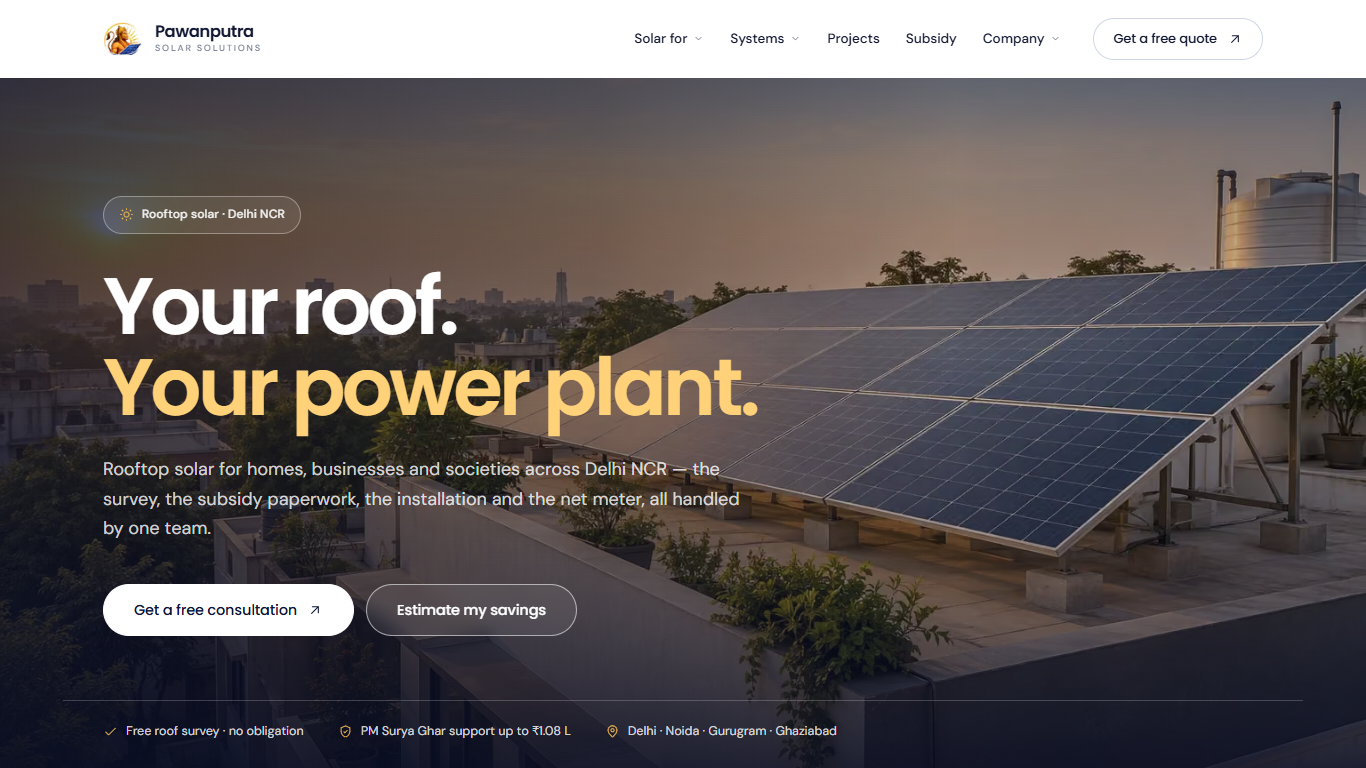 Pawanputra
SOLAR SOLUTIONS
Solar for
Systems
Projects
Subsidy
Company
Get a free quote
Rooftop solar · Delhi NCR
Your roof.
Your power plant.
Rooftop solar for homes, businesses and societies across Delhi NCR — the
survey, the subsidy paperwork, the installation and the net meter, all handled
by one team.
Get a free consultation
Estimate my savings
Free roof survey · no obligation
PM Surya Ghar support up to ₹1.08 L
Delhi · Noida · Gurugram · Ghaziabad